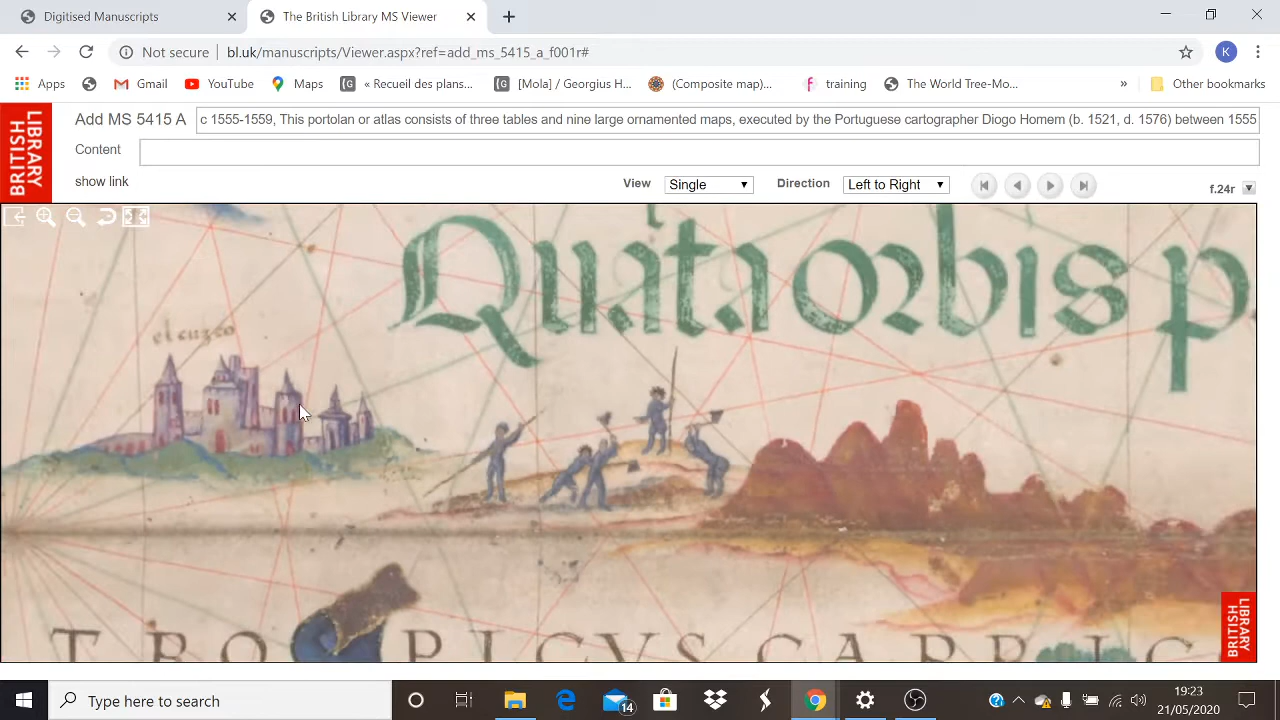 Digitised Manuscripts
The British Library MS Viewer
Not secure
bl.uk/manuscripts/Viewer.aspx?ref=add_ms_5415_a_f001r#
K
Apps
Gmail
YouTube
Maps
« Recueil des plans...
[Mola] / Georgius H...
(Composite map)...
training
The World Tree-Mo...
»
Other bookmarks
LIBRARY
BRITISH
Add MS 5415 A
c 1555-1559, This portolan or atlas consists of three tables and nine large ornamented maps, executed by the Portuguese cartographer Diogo Homem (b. 1521, d. 1576) between 1555
Content
show link
View
Single
Direction
Left to Right
f.24r
Quarta orbis p
el cuzco
TROPICVS CAPRIC
LIBRARY
BRITISH
Type here to search
14
19:23
21/05/2020